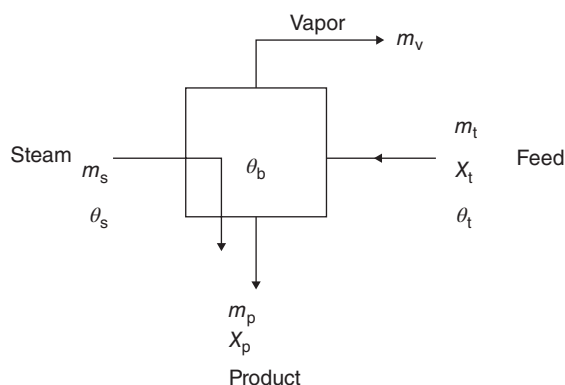 Vapor
m_v
Steam
m_s
θ_s
θ_b
m_t
X_t
θ_t
Feed
m_p
X_p
Product